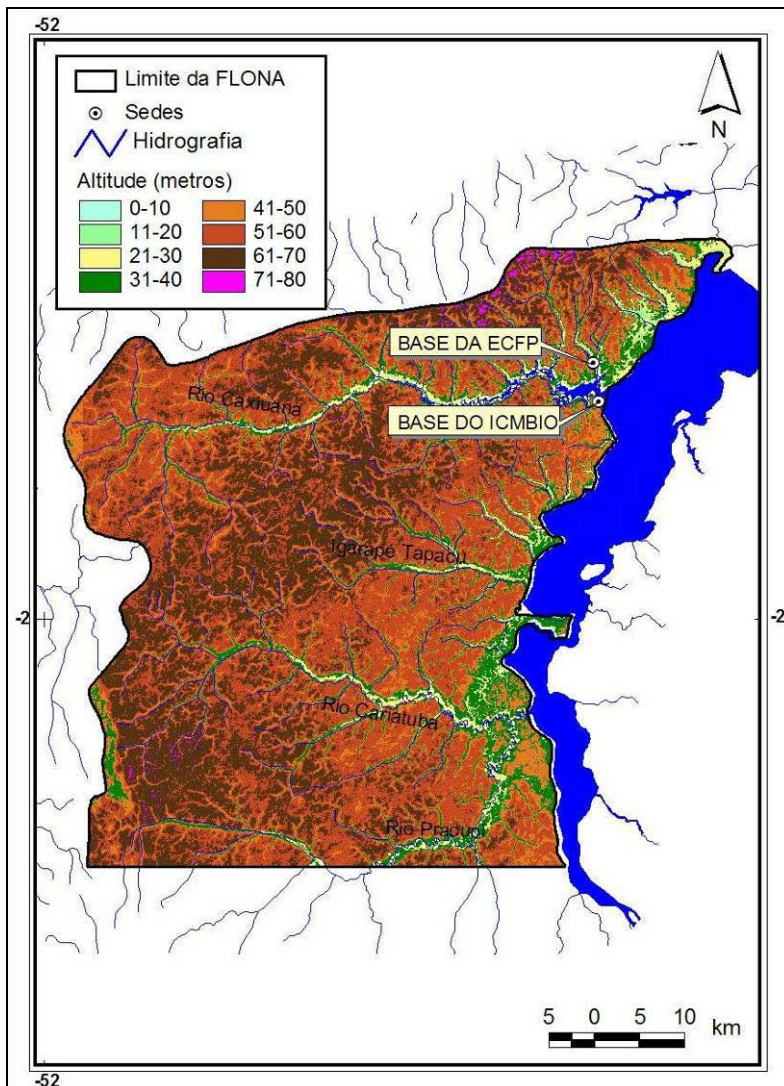 -52
Limite da FLONA
Sedes
Hidrografia
Altitude (metros)
0-10
11-20
21-30
31-40
41-50
51-60
61-70
71-80
N
BASE DA ECFP
Rio Caxiuana
BASE DO ICMBIO
Igarapé Tapacu
-2
-2
Rio Cariatuba
Rio Pracupi
5 0 5 10 km
-52